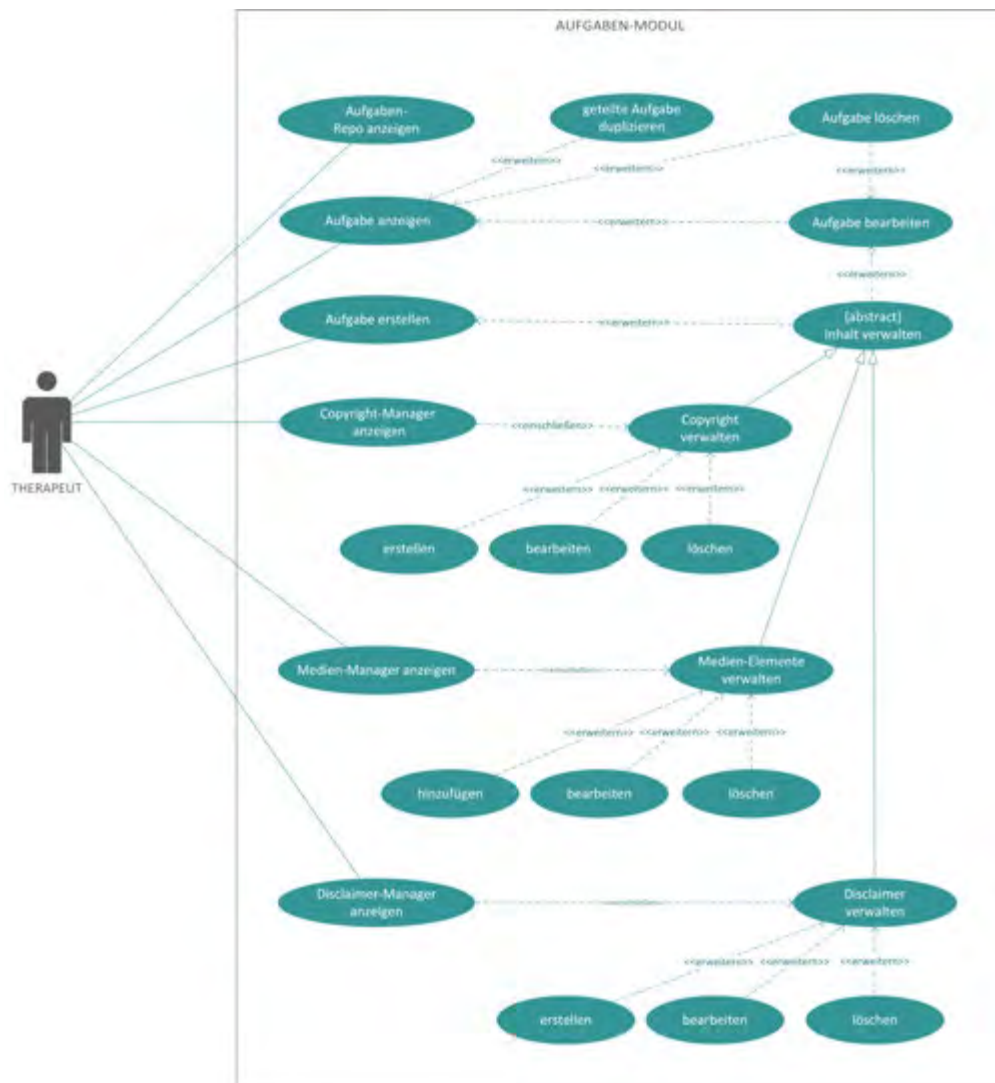 AUFGABEN-MODUL
Aufgaben-
Repo anzeigen
geteilte Aufgabe
duplizieren
Aufgabe löschen
<<erweitern>>
<<erweitern>>
<<erweitern>>
Aufgabe anzeigen
<<erweitert>>
Aufgabe bearbeiten
<<erweitern>>
Aufgabe erstellen
<<erweitern>>
{abstract}
Inhalt verwalten
THERAPEUT
Copyright-Manager
anzeigen
<<einschließen>>
Copyright
verwalten
<<erweitern>>
<<erweitern>>
<<erweitern>>
erstellen
bearbeiten
löschen
Medien-Manager anzeigen
Medien-Elemente
verwalten
<<erweitern>>
<<erweitern>>
<<erweitern>>
hinzufügen
bearbeiten
löschen
Disclaimer-Manager
anzeigen
Disclaimer
verwalten
<<erweitern>>
<<erweitern>>
<<erweitern>>
erstellen
bearbeiten
löschen